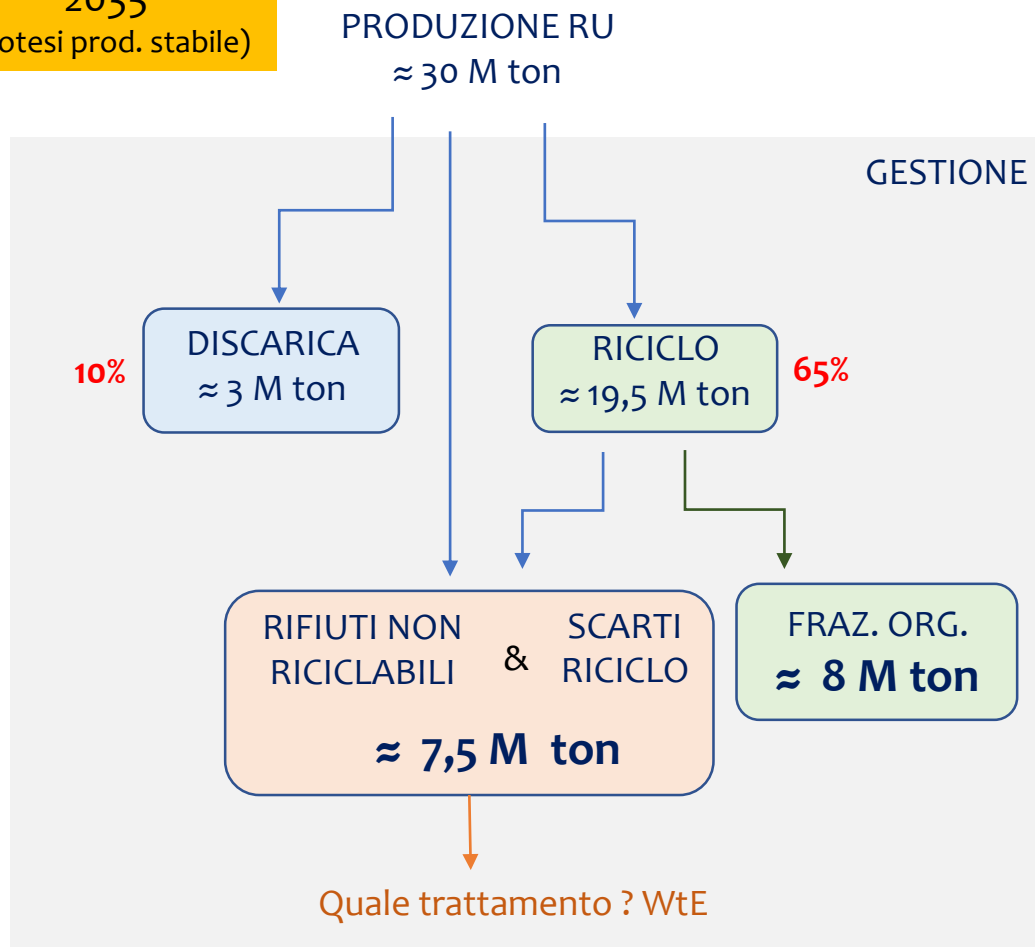 2035
otesi prod. stabile)
PRODUZIONE RU
≈ 30 M ton
GESTIONE
DISCARICA
≈ 3 M ton
10%
RICICLO
≈ 19,5 M ton
65%
RIFIUTI NON
RICICLABILI
&
SCARTI
RICICLO
≈ 7,5 M ton
FRAZ. ORG.
≈ 8 M ton
Quale trattamento ? WtE